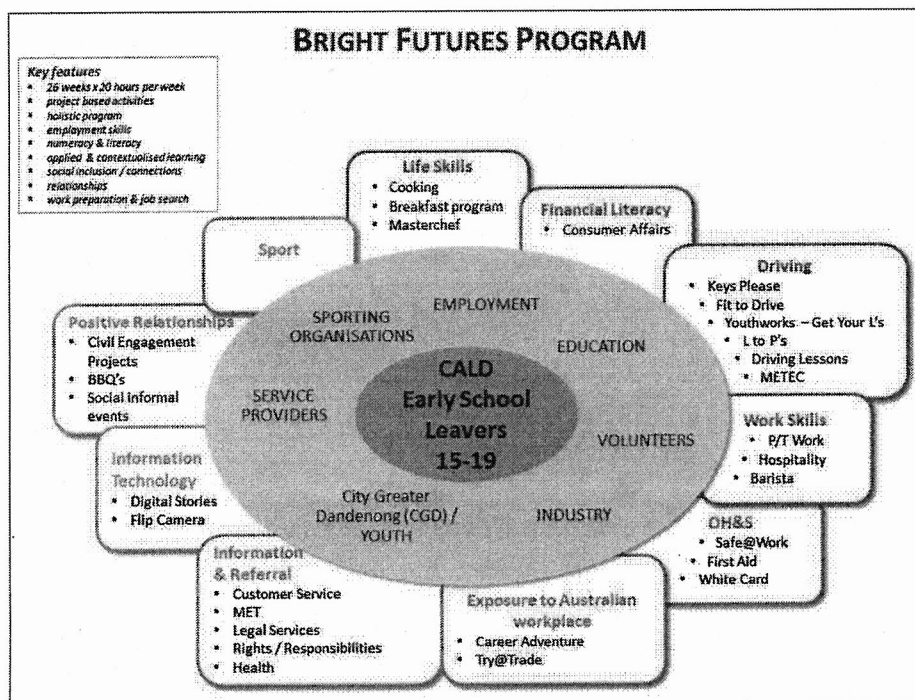 BRIGHT FUTURES PROGRAM
Key features
• 26 weeks x 20 hours per week
• project based activities
• holistic program
• employment skills
• numeracy & literacy
• applied & contextualised learning
• social inclusion / connections
• relationships
• work preparation & job search
Life Skills
• Cooking
• Breakfast program
• Masterchef
Financial Literacy
• Consumer Affairs
Driving
• Keys Please
• Fit to Drive
• Youthworks – Get Your L's
• L to P's
• Driving Lessons
• METEC
Work Skills
• P/T Work
• Hospitality
• Barista
OH&S
• Safe@Work
• First Aid
• White Card
Exposure to Australian
workplace
• Career Adventure
• Try@Trade
Information
& Referral
• Customer Service
• MET
• Legal Services
• Rights / Responsibilities
• Health
Information
Technology
• Digital Stories
• Flip Camera
Positive Relationships
• Civil Engagement
Projects
• BBQ's
• Social Informal
events
Sport
SPORTING
ORGANISATIONS
EMPLOYMENT
EDUCATION
VOLUNTEERS
INDUSTRY
City Greater
Dandenong (CGD) /
YOUTH
SERVICE
PROVIDERS
CALD
Early School
Leavers
15-19